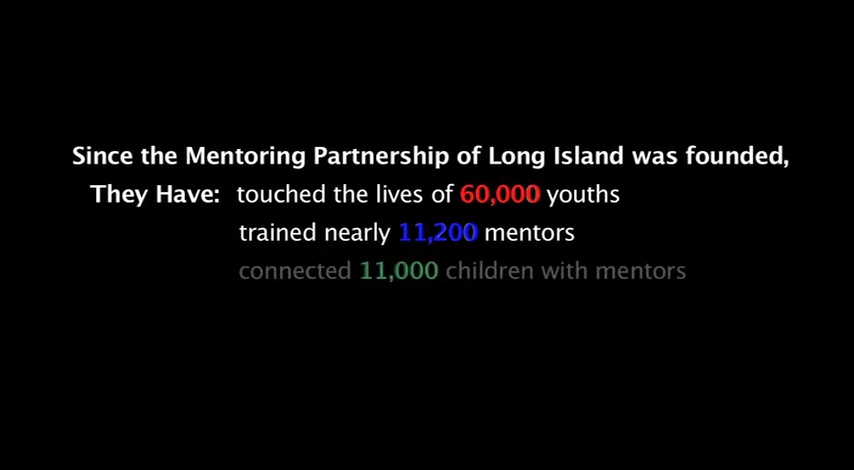 Since the Mentoring Partnership of Long Island was founded,
They Have: touched the lives of 60,000 youths
trained nearly 11,200 mentors
connected 11,000 children with mentors